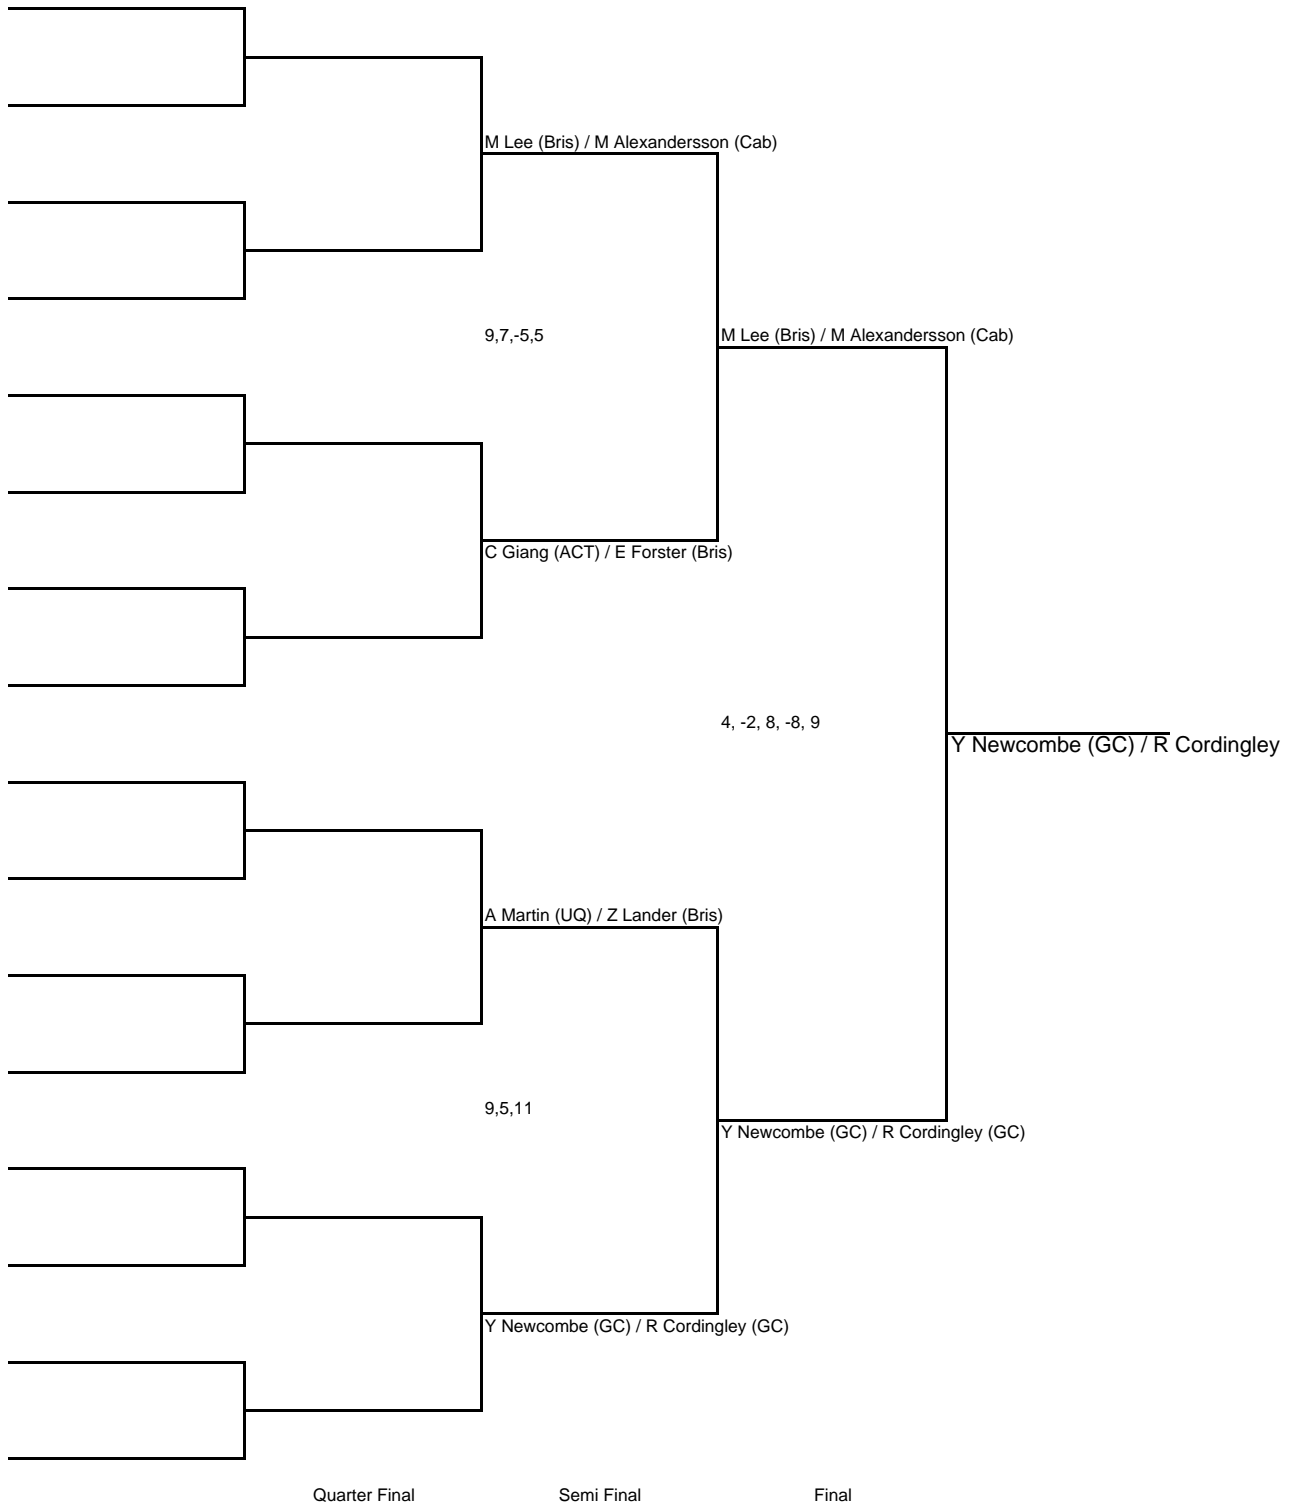 M Lee (Bris) / M Alexandersson (Cab)
9,7,-5,5
M Lee (Bris) / M Alexandersson (Cab)
C Giang (ACT) / E Forster (Bris)
4, -2, 8, -8, 9
Y Newcombe (GC) / R Cordingley
A Martin (UQ) / Z Lander (Bris)
9,5,11
Y Newcombe (GC) / R Cordingley (GC)
Y Newcombe (GC) / R Cordingley (GC)
Quarter Final Semi Final Final